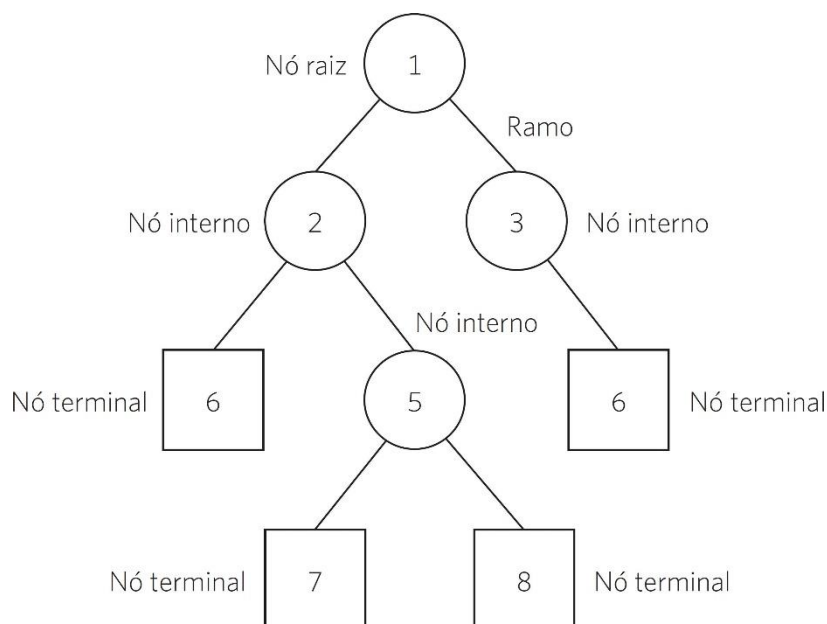 Nó raiz 1
Ramo
Nó interno 2 3 Nó interno
Nó interno
Nó terminal 6 5 6 Nó terminal
Nó terminal 7 8 Nó terminal